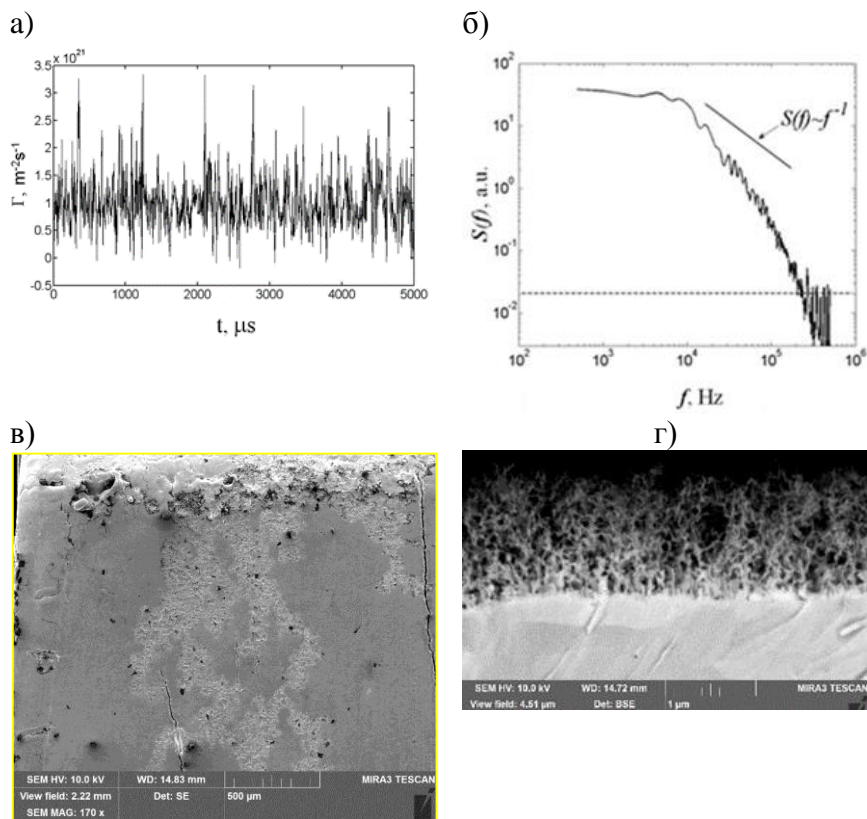 а)
× 10²¹
3.5
3
2.5
2
1.5
1
0.5
0
-0.5
Γ, m⁻²s⁻¹
0 1000 2000 3000 4000 5000
t, μs
б)
10²
10¹
10⁰
10⁻¹
10⁻²
S(f), a.u.
S(f)~f⁻¹
10² 10³ 10⁴ 10⁵ 10⁶
f, Hz
в)
SEM HV: 10.0 kV WD: 14.83 mm MIRA3 TESCAN
View field: 2.22 mm Det: SE 500 μm
SEM MAG: 170 x
г)
SEM HV: 10.0 kV WD: 14.72 mm MIRA3 TESCAN
View field: 4.51 μm Det: BSE 1 μm